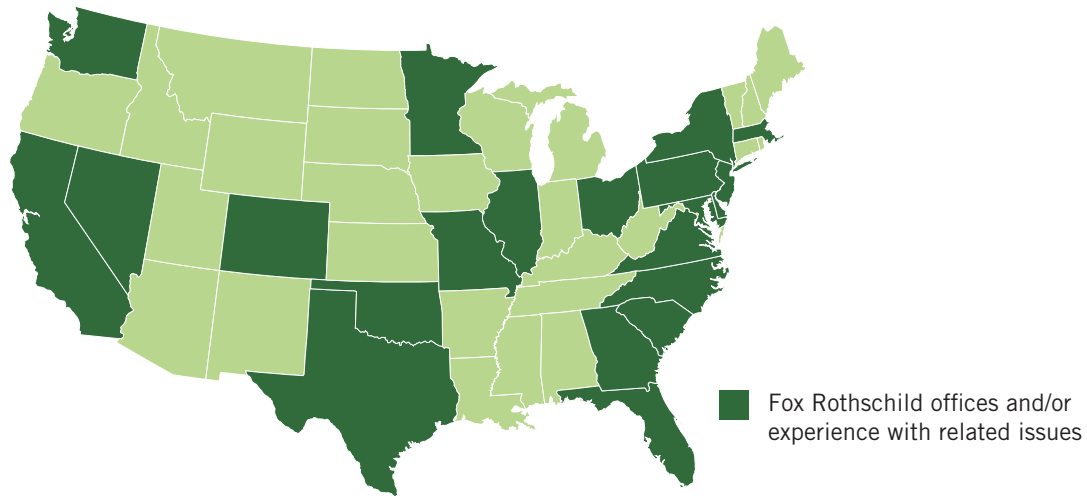 Fox Rothschild offices and/or
experience with related issues